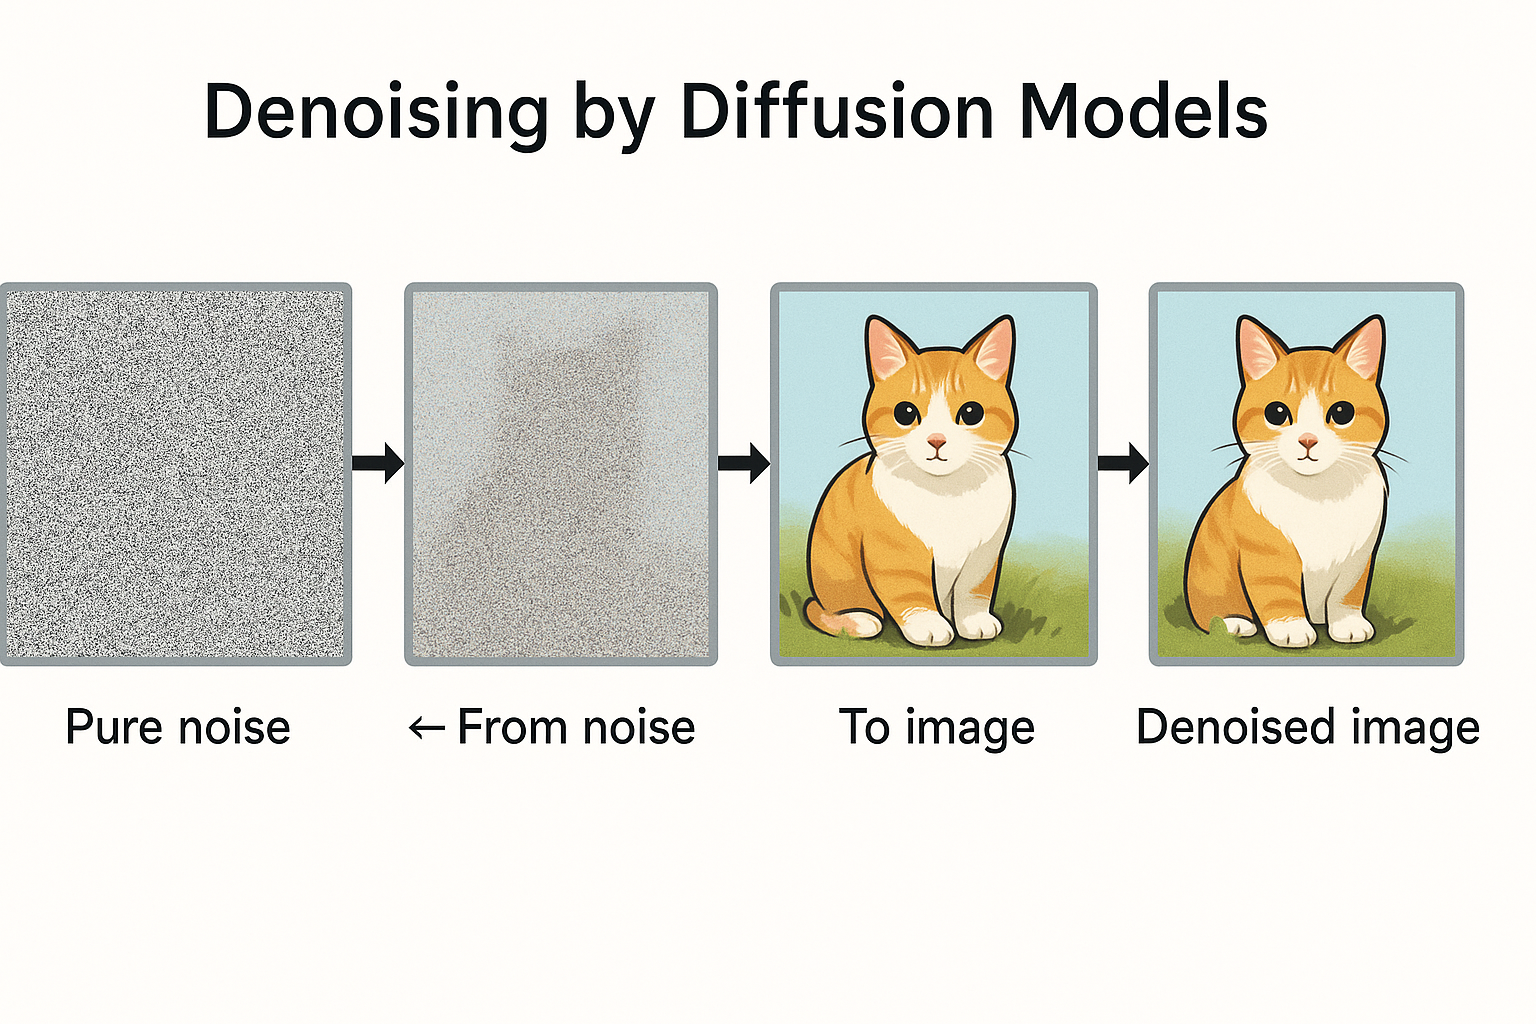 Denoising by Diffusion Models
Pure noise
← From noise
To image
Denoised image